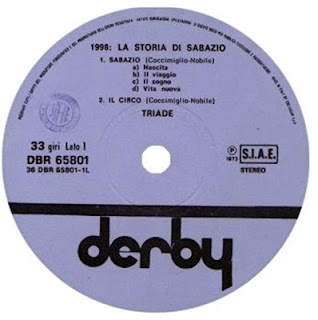 1998: LA STORIA DI SABAZIO
1. SABAZIO (Coccimiglio-Nobile)
a) Nascita
b) Il viaggio
c) Il sogno
d) Vita nuova
2. IL CIRCO (Coccimiglio-Nobile)
TRIADE
33 giri Lato 1
DBR 65801
36 DBR 65801-1L
P 1973
S.I.A.E.
STEREO
derby